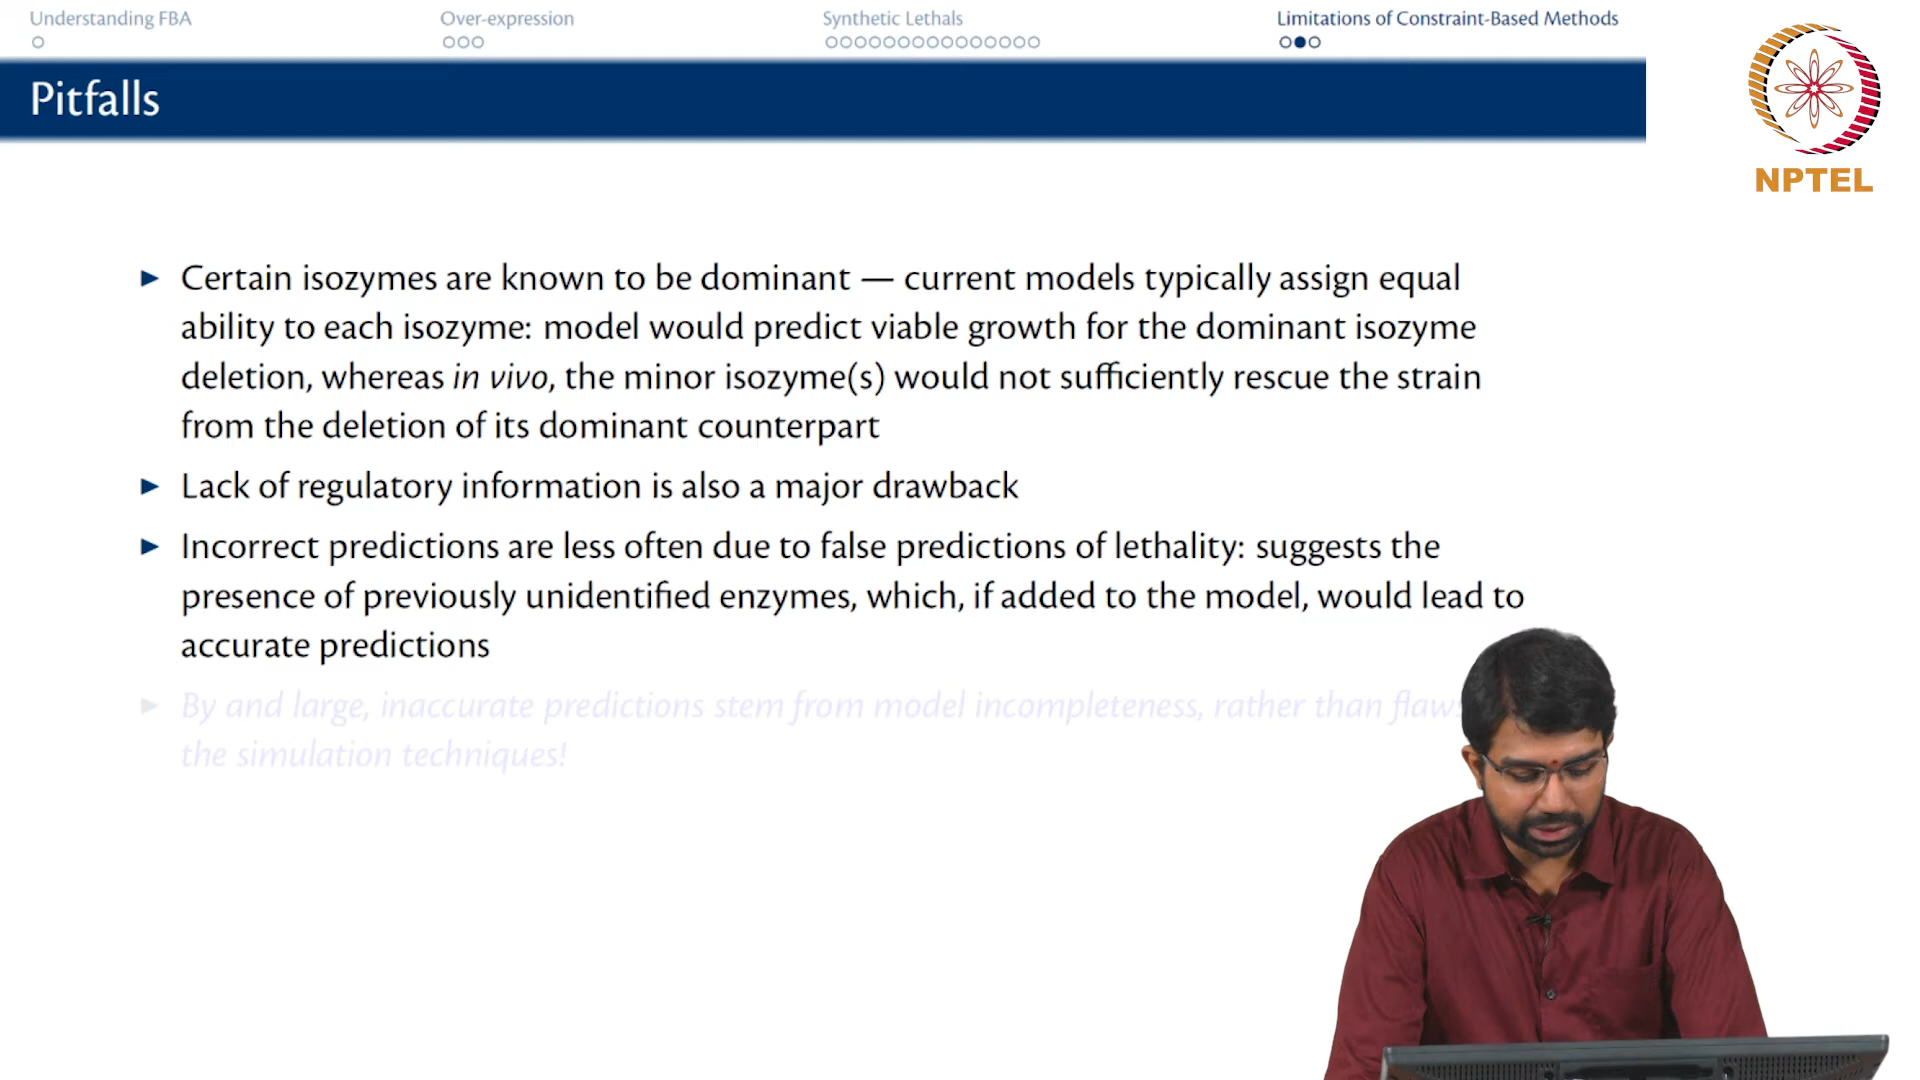 Understanding FBA
Over-expression
Synthetic Lethals
Limitations of Constraint-Based Methods
Pitfalls
NPTEL
Certain isozymes are known to be dominant — current models typically assign equal
ability to each isozyme: model would predict viable growth for the dominant isozyme
deletion, whereas in vivo, the minor isozyme(s) would not sufficiently rescue the strain
from the deletion of its dominant counterpart
Lack of regulatory information is also a major drawback
Incorrect predictions are less often due to false predictions of lethality: suggests the
presence of previously unidentified enzymes, which, if added to the model, would lead to
accurate predictions
By and large, inaccurate predictions stem from model incompleteness, rather than
the simulation techniques!